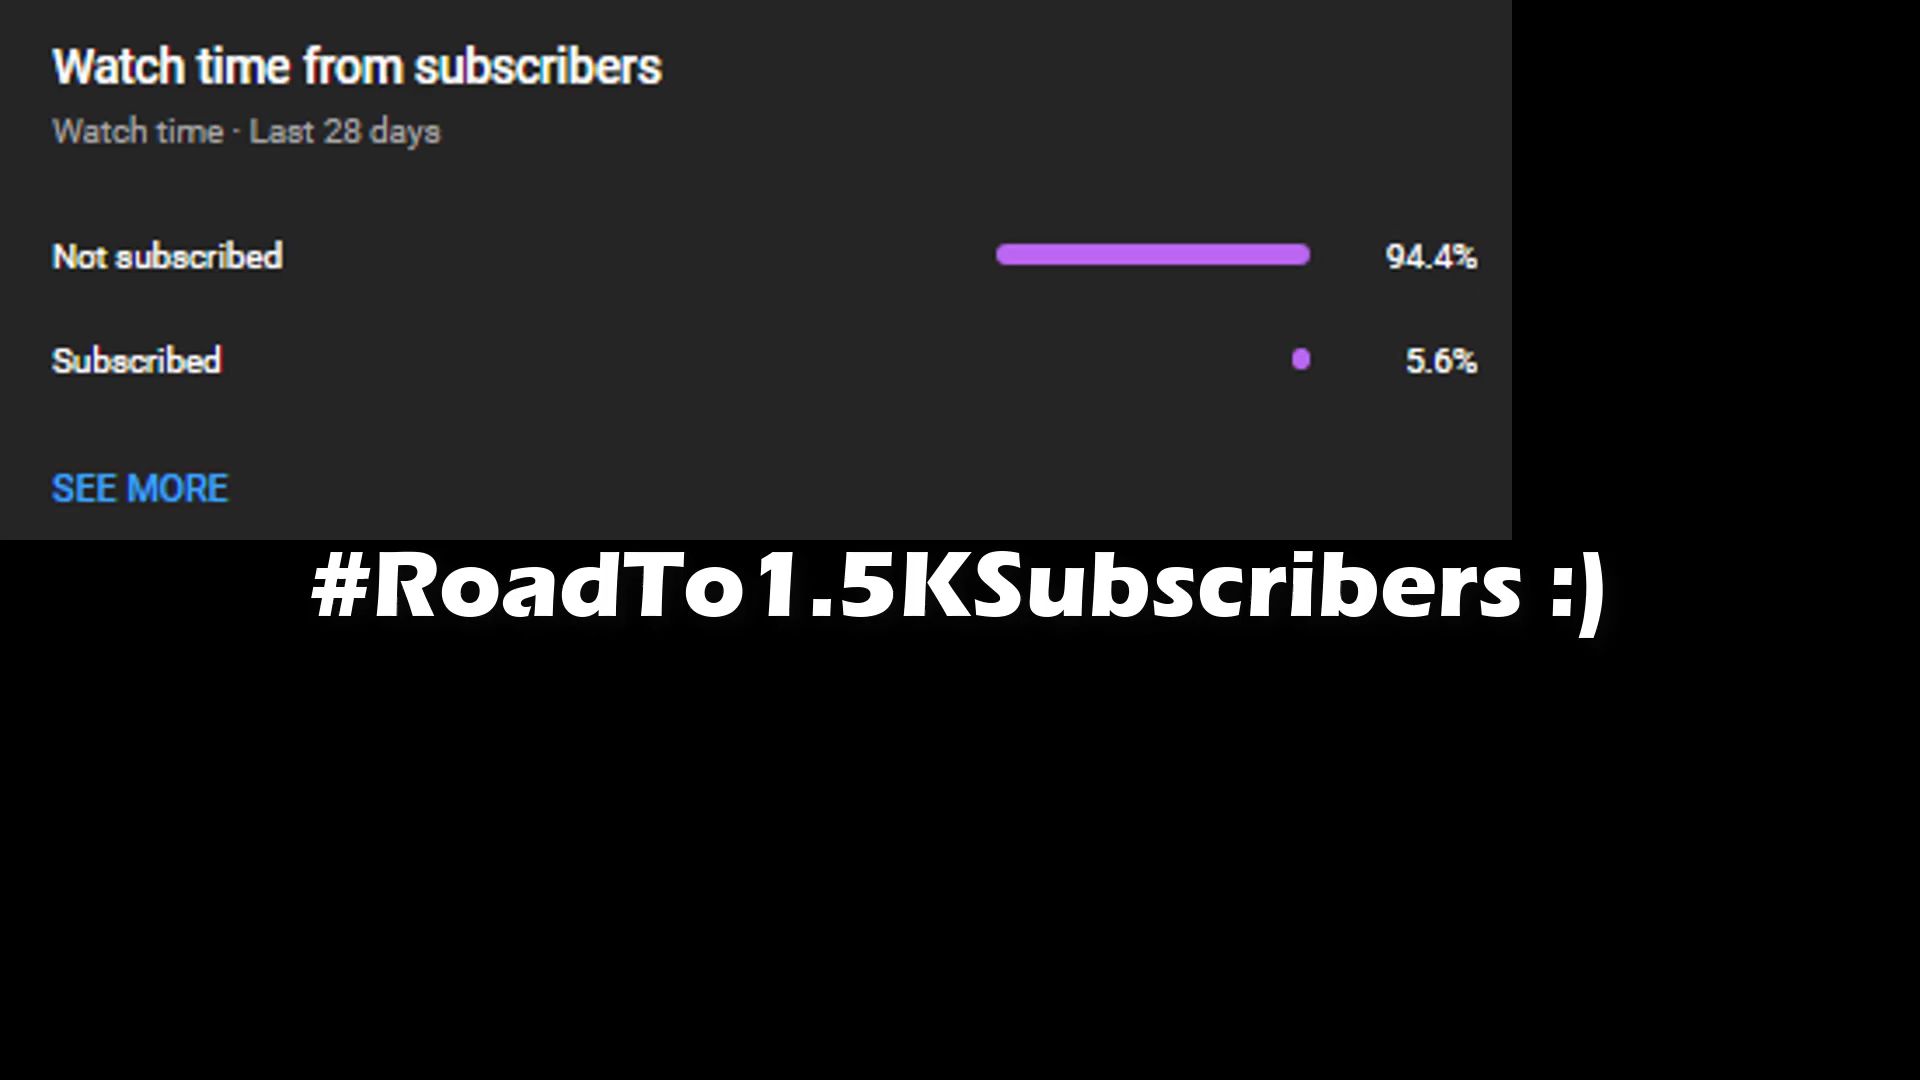 Watch time from subscribers
Watch time · Last 28 days
Not subscribed 94.4%
Subscribed 5.6%
SEE MORE
#RoadTo1.5KSubscribers :)